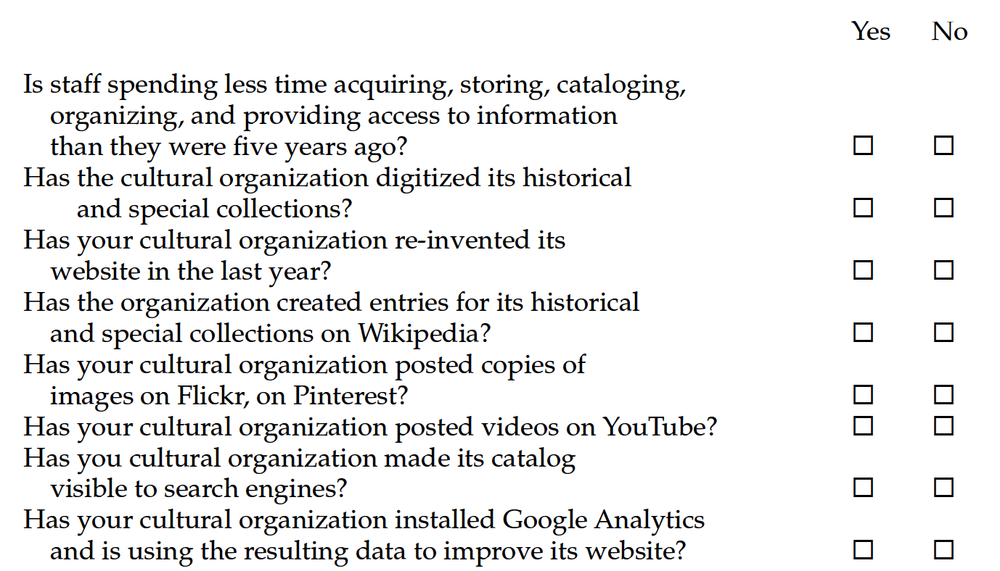 Yes No
Is staff spending less time acquiring, storing, cataloging,
organizing, and providing access to information
than they were five years ago? ☐ ☐
Has the cultural organization digitized its historical
and special collections? ☐ ☐
Has your cultural organization re-invented its
website in the last year? ☐ ☐
Has the organization created entries for its historical
and special collections on Wikipedia? ☐ ☐
Has your cultural organization posted copies of
images on Flickr, on Pinterest? ☐ ☐
Has your cultural organization posted videos on YouTube? ☐ ☐
Has you cultural organization made its catalog
visible to search engines? ☐ ☐
Has your cultural organization installed Google Analytics
and is using the resulting data to improve its website? ☐ ☐